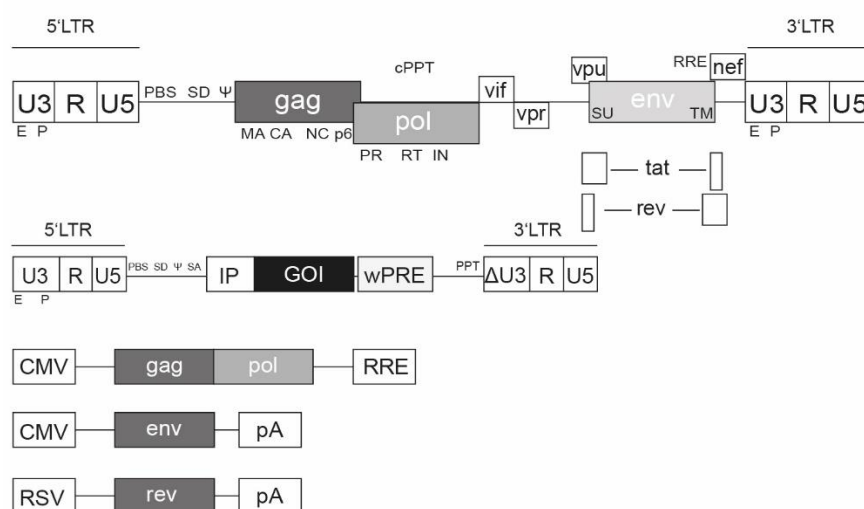 5'LTR 3'LTR
cPPT RRE
vpu nef
U3 R U5 PBS SD Ψ gag vif env U3 R U5
pol vpr
E P MA CA NC p6 SU TM E P
PR RT IN
tat
rev
5'LTR 3'LTR
PBS SD Ψ SA PPT
U3 R U5 IP GOI wPRE ΔU3 R U5
E P
CMV gag pol RRE
CMV env pA
RSV rev pA